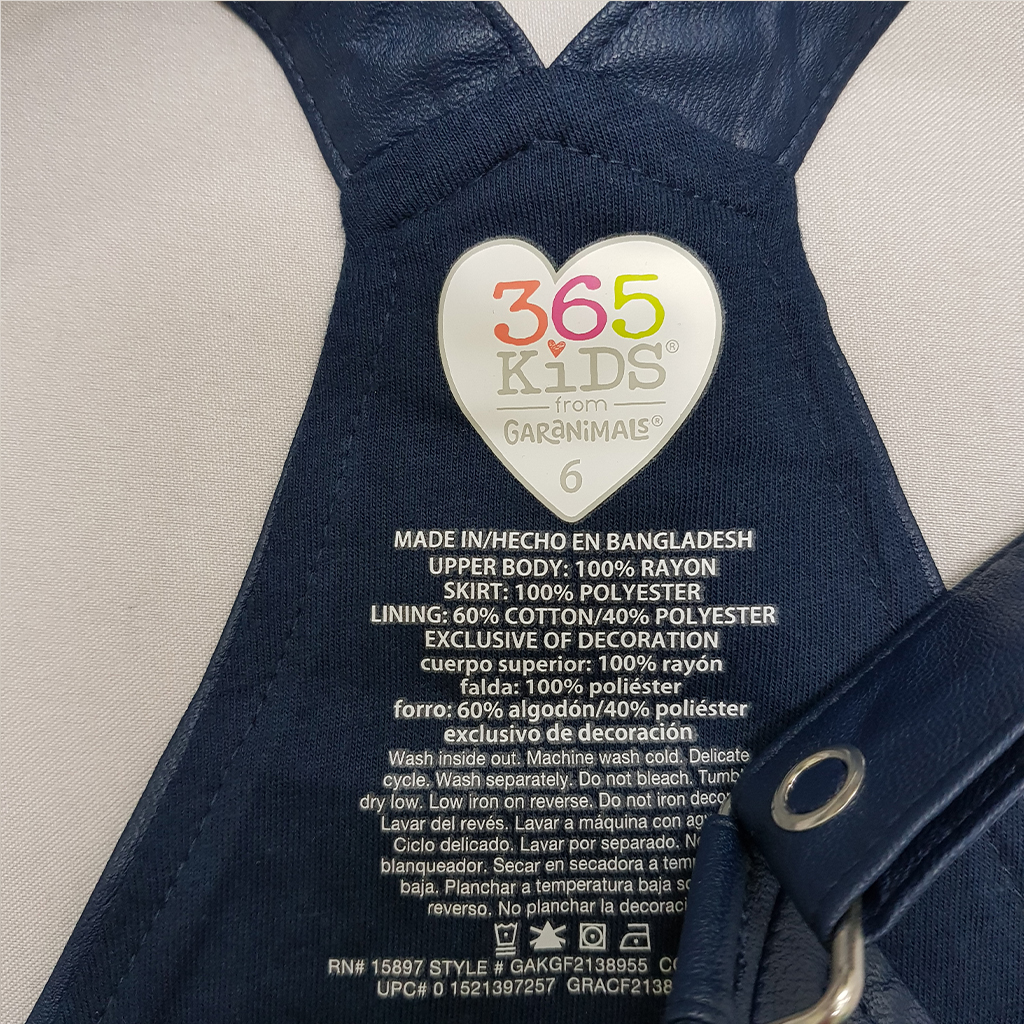 365
KiDS®
from
GARANIMALS®
6
MADE IN/HECHO EN BANGLADESH
UPPER BODY: 100% RAYON
SKIRT: 100% POLYESTER
LINING: 60% COTTON/40% POLYESTER
EXCLUSIVE OF DECORATION
cuerpo superior: 100% rayón
falda: 100% poliéster
forro: 60% algodón/40% poliéster
exclusivo de decoración
Wash inside out. Machine wash cold. Delicate
cycle. Wash separately. Do not bleach.
dry low. Low iron on reverse. Do not iron
Lavar del revés. Lavar a máquina con
Ciclo delicado. Lavar por separado.
blanqueador. Secar en secadora a
baja. Planchar a temperatura baja
reverso. No planchar la
RN# 15897 STYLE # GAKGF2138955
UPC# 0 1521397257 GRACF2138